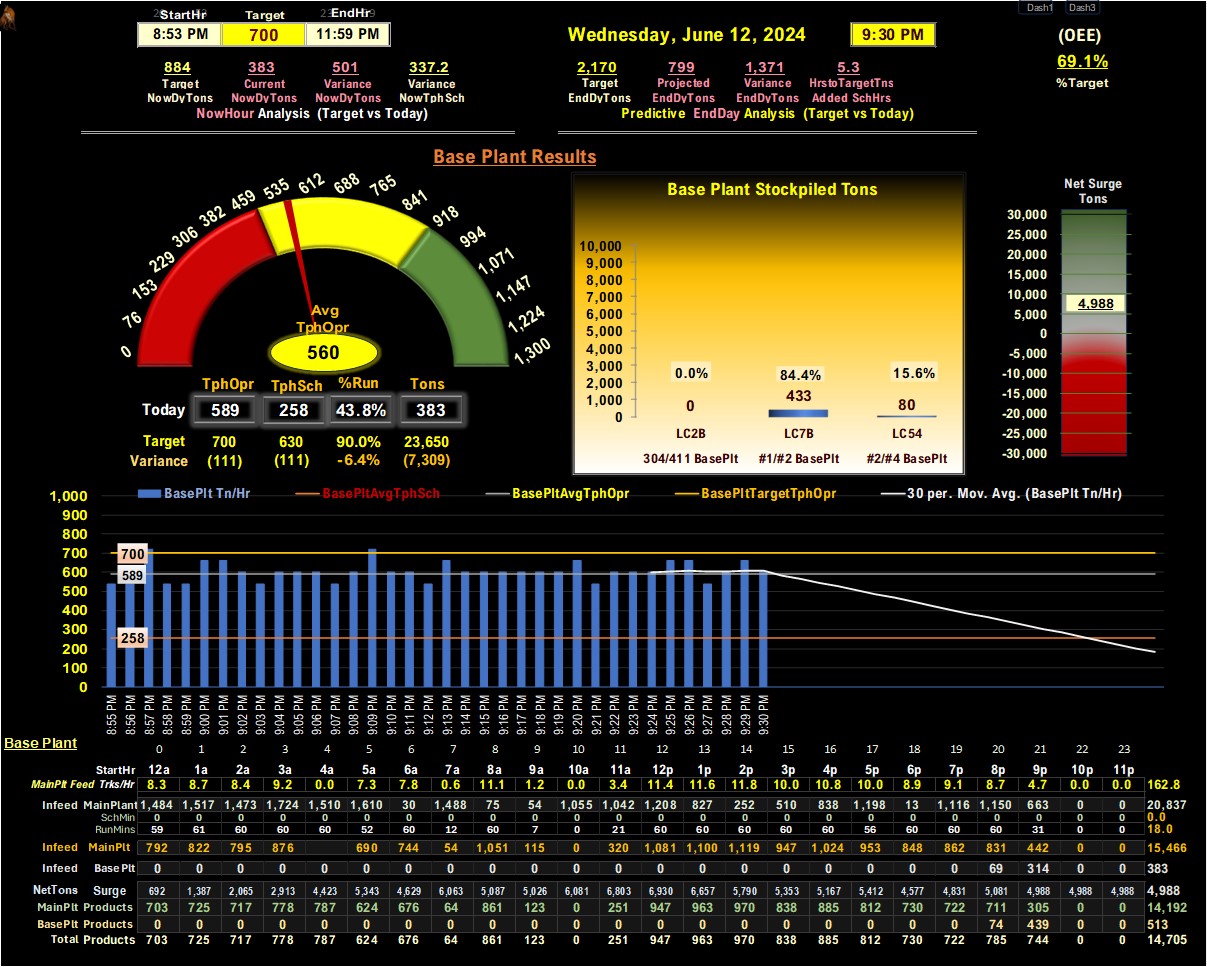 Dash1 Dash3
StartHr Target EndHr
8:53 PM 700 11:59 PM
Wednesday, June 12, 2024 9:30 PM
(OEE)
69.1%
%Target
884 383 501 337.2
Target Current Variance Variance
NowDyTons NowDyTons NowDyTons NowTphSch
NowHour Analysis (Target vs Today)
2,170 799 1,371 5.3
Target Projected Variance HrstoTargetTns
EndDyTons EndDyTons EndDyTons Added SchHrs
Predictive EndDay Analysis (Target vs Today)
Base Plant Results
0 76 153 229 306 382 459 535 612 688 765 841 918 994 1,071 1,147 1,224 1,300
Avg
TphOpr
560
TphOpr TphSch %Run Tons
Today 589 258 43.8% 383
Target 700 630 90.0% 23,650
Variance (111) (111) -6.4% (7,309)
Base Plant Stockpiled Tons
10,000
9,000
8,000
7,000
6,000
5,000
4,000
3,000
2,000
1,000
0
0.0% 84.4% 15.6%
0 433 80
LC2B LC7B LC54
304/411 BasePlt #1/#2 BasePlt #2/#4 BasePlt
Net Surge
Tons
30,000
25,000
20,000
15,000
10,000
5,000
0
-5,000
-10,000
-15,000
-20,000
-25,000
-30,000
4,988
BasePlt Tn/Hr BasePltAvgTphSch BasePltAvgTphOpr BasePltTargetTphOpr 30 per. Mov. Avg. (BasePlt Tn/Hr)
1,000
900
800
700
600
500
400
300
200
100
0
700
589
258
8:55 PM 8:56 PM 8:57 PM 8:58 PM 8:59 PM 9:00 PM 9:01 PM 9:02 PM 9:03 PM 9:04 PM 9:05 PM 9:06 PM 9:07 PM 9:08 PM 9:09 PM 9:10 PM 9:11 PM 9:12 PM 9:13 PM 9:14 PM 9:15 PM 9:16 PM 9:17 PM 9:18 PM 9:19 PM 9:20 PM 9:21 PM 9:22 PM 9:23 PM 9:24 PM 9:25 PM 9:26 PM 9:27 PM 9:28 PM 9:29 PM 9:30 PM
Base Plant
0 1 2 3 4 5 6 7 8 9 10 11 12 13 14 15 16 17 18 19 20 21 22 23
StartHr 12a 1a 2a 3a 4a 5a 6a 7a 8a 9a 10a 11a 12p 1p 2p 3p 4p 5p 6p 7p 8p 9p 10p 11p
MainPlt Feed Trks/Hr 8.3 8.7 8.4 9.2 0.0 7.3 7.8 0.6 11.1 1.2 0.0 3.4 11.4 11.6 11.8 10.0 10.8 10.0 8.9 9.1 8.7 4.7 0.0 0.0 162.8
Infeed MainPlant 1,484 1,517 1,473 1,724 1,510 1,610 30 1,488 75 54 1,055 1,042 1,208 827 252 510 838 1,198 13 1,116 1,150 663 0 0 20,837
SchMin 0 0 0 0 0 0 0 0 0 0 0 0 0 0 0 0 0 0 0 0 0 0 0 0 0.0
RunMins 59 61 60 60 60 52 60 12 60 7 0 21 60 60 60 60 60 56 60 60 60 31 0 0 18.0
Infeed MainPlt 792 822 795 876 690 744 54 1,051 115 0 320 1,081 1,100 1,119 947 1,024 953 848 862 831 442 0 0 15,466
Infeed BasePlt 0 0 0 0 0 0 0 0 0 0 0 0 0 0 0 0 0 0 0 0 69 314 0 0 383
NetTons Surge 692 1,387 2,065 2,913 4,423 5,343 4,629 6,063 5,087 5,026 6,081 6,803 6,930 6,657 5,790 5,353 5,167 5,412 4,577 4,831 5,081 4,988 4,988 4,988 4,988
MainPlt Products 703 725 717 778 787 624 676 64 861 123 0 251 947 963 970 838 885 812 730 722 711 305 0 0 14,192
BasePlt Products 0 0 0 0 0 0 0 0 0 0 0 0 0 0 0 0 0 0 0 0 74 439 0 0 513
Total Products 703 725 717 778 787 624 676 64 861 123 0 251 947 963 970 838 885 812 730 722 785 744 0 0 14,705